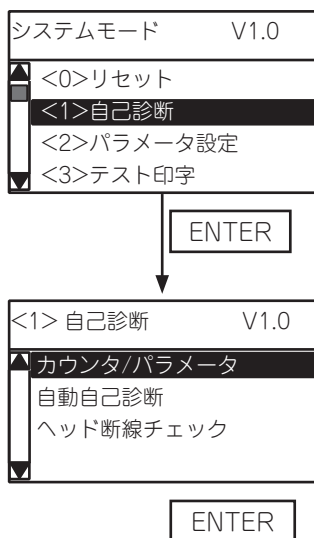 システムモード V1.0
<0>リセット
<1>自己診断
<2>パラメータ設定
<3>テスト印字
ENTER
<1> 自己診断 V1.0
カウンタ/パラメータ
自動自己診断
ヘッド断線チェック
ENTER